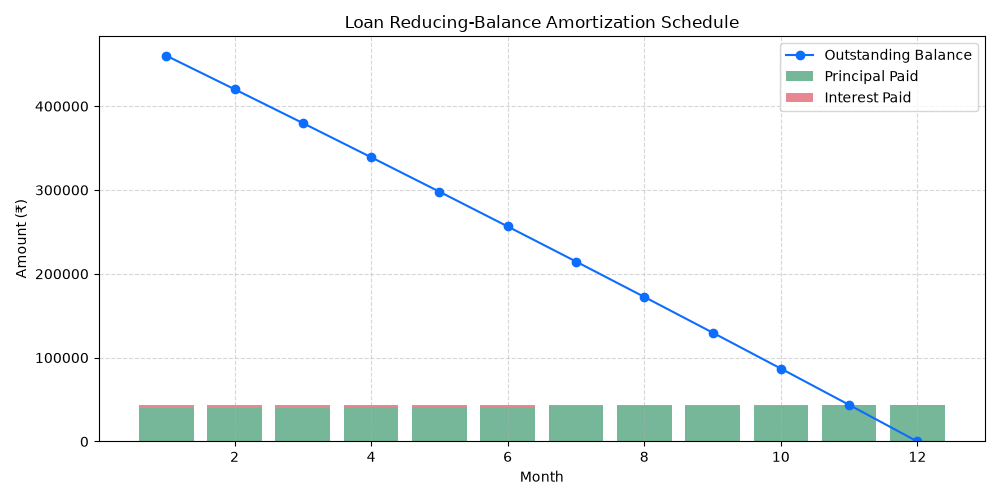 Loan Reducing-Balance Amortization Schedule
Outstanding Balance
Principal Paid
Interest Paid
Amount (₹)
400000
300000
200000
100000
0
2 4 6 8 10 12
Month